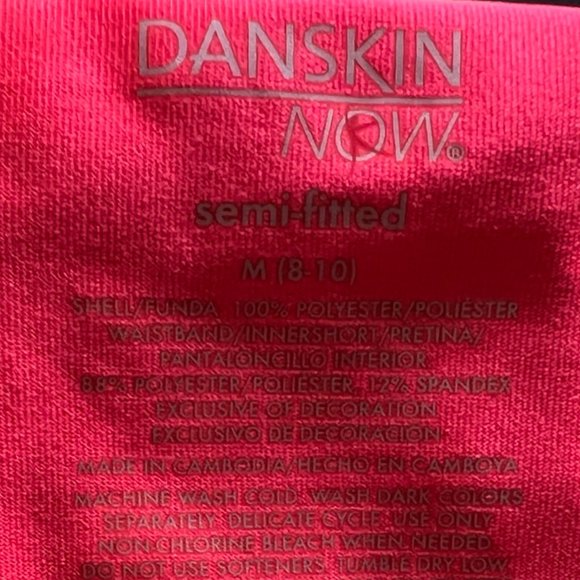 DANSKIN
NOW®
semi-fitted
M (8-10)
SHELL/FUNDA 100% POLYESTER/POLIÉSTER
WAISTBAND/INNERSHORT/PRETINA/
PANTALONCILLO INTERIOR
88% POLYESTER/POLIÉSTER, 12% SPANDEX
EXCLUSIVE OF DECORATION
EXCLUSIVO DE DECORACIÓN
MADE IN CAMBODIA/HECHO EN CAMBOYA
MACHINE WASH COLD. WASH DARK COLORS
SEPARATELY. DELICATE CYCLE. USE ONLY
NON-CHLORINE BLEACH WHEN NEEDED.
DO NOT USE SOFTENERS. TUMBLE DRY LOW.